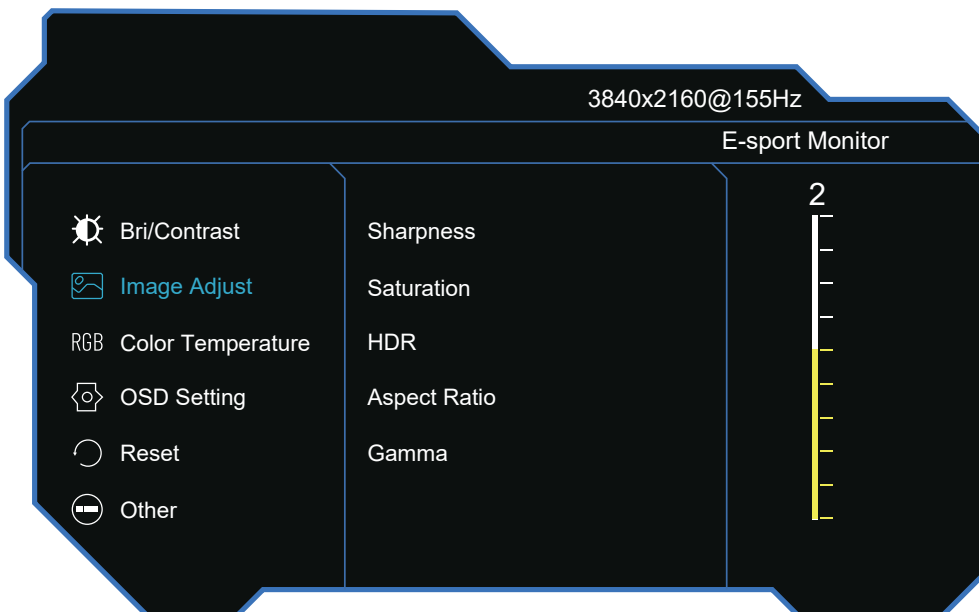 3840x2160@155Hz
E-sport Monitor
2
Bri/Contrast
Image Adjust
RGB Color Temperature
OSD Setting
Reset
Other
Sharpness
Saturation
HDR
Aspect Ratio
Gamma